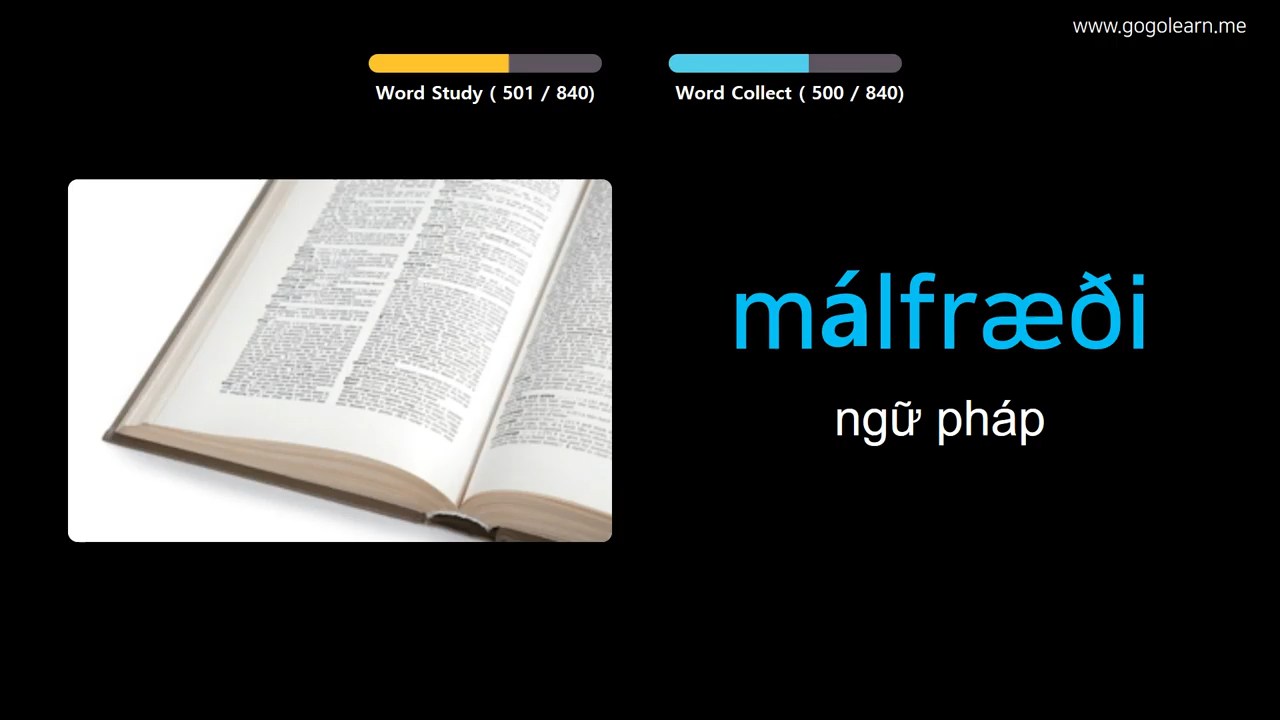 www.gogolearn.me
Word Study ( 501 / 840)
Word Collect ( 500 / 840)
málfræði
ngữ pháp